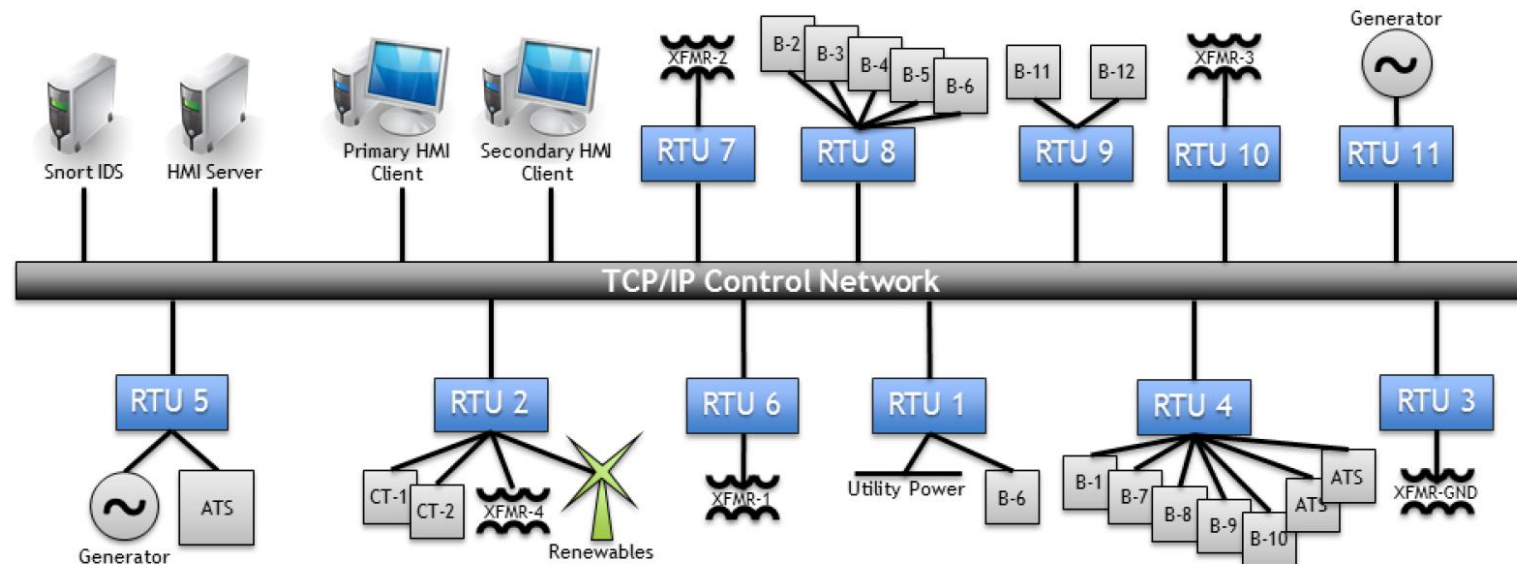 Generator
XFMR-2
B-2
B-3
B-4
B-5
B-6
B-11
B-12
XFMR-3
Snort IDS
HMI Server
Primary HMI
Client
Secondary HMI
Client
RTU 7
RTU 8
RTU 9
RTU 10
RTU 11
TCP/IP Control Network
RTU 5
RTU 2
RTU 6
RTU 1
RTU 4
RTU 3
Generator
ATS
CT-1
CT-2
XFMR-4
Renewables
XFMR-1
Utility Power
B-6
B-1
B-7
B-8
B-9
B-10
ATS
ATS
XFMR-GND